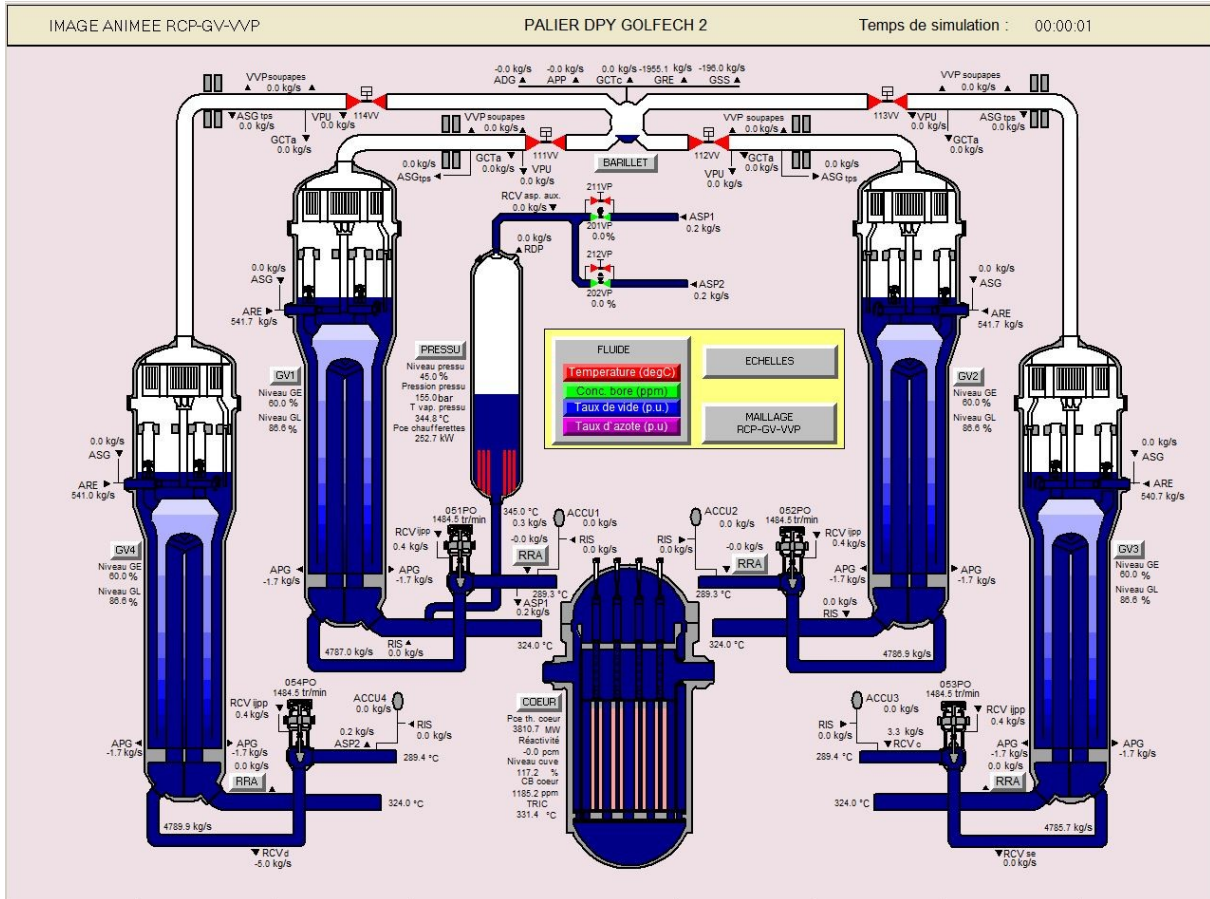 IMAGE ANIMEE RCP-GV-VVP
PALIER DPY GOLFECH 2
Temps de simulation :
00:00:01
-0.0 kg/s
-0.0 kg/s
0.0 kg/s
-1955.1 kg/s
-196.0 kg/s
ADG
APP
GCTc
GRE
GSS
VVP soupapes
0.0 kg/s
ASG tps
0.0 kg/s
VPU
0.0 kg/s
GCTa
0.0 kg/s
114VV
VVP soupapes
0.0 kg/s
0.0 kg/s
ASG tps
GCTa
0.0kg/s
VPU
0.0 kg/s
111VV
BARILLET
112VV
VVP soupapes
0.0 kg/s
VPU
0.0 kg/s
GCTa
0.0 kg/s
0.0 kg/s
ASG tps
113VV
VVP soupapes
0.0 kg/s
VPU
0.0 kg/s
GCTa
0.0 kg/s
ASG tps
0.0 kg/s
RCV asp. aux.
0.0 kg/s
211VP
201VP
0.0 %
ASP1
0.2 kg/s
212VP
202VP
0.0 %
ASP2
0.2 kg/s
0.0 kg/s
RDP
0.0 kg/s
ASG
ARE
541.7 kg/s
0.0 kg/s
ASG
ARE
541.7 kg/s
GV1
Niveau GE
60.0 %
Niveau GL
86.6 %
PRESSU
Niveau pressu
45.0 %
Pression pressu
155.0 bar
T vap. pressu
344.8 °C
Pce chaufferettes
252.7 kW
FLUIDE
Temperature (degC)
Conc. bore (ppm)
Taux de vide (p.u.)
Taux d'azote (p.u)
ECHELLES
MAILLAGE
RCP-GV-VVP
GV2
Niveau GE
60.0 %
Niveau GL
86.6 %
0.0 kg/s
ASG
ARE
541.0 kg/s
0.0 kg/s
ASG
ARE
540.7 kg/s
GV4
Niveau GE
60.0 %
Niveau GL
86.6 %
APG
-1.7 kg/s
APG
-1.7 kg/s
051PO
1484.5 tr/min
RCV ijpp
0.4 kg/s
345.0 °C
0.3 kg/s
-0.0 kg/s
RRA
ACCU1
0.0 kg/s
RIS
0.0 kg/s
289.3 °C
ASP1
0.2 kg/s
324.0 °C
RIS
0.0 kg/s
4787.0 kg/s
ACCU2
0.0 kg/s
RIS
0.0 kg/s
-0.0 kg/s
RRA
289.3 °C
052PO
1484.5 tr/min
RCV ijpp
0.4 kg/s
APG
-1.7 kg/s
APG
-1.7 kg/s
0.0 kg/s
RIS
324.0 °C
4786.9 kg/s
GV3
Niveau GE
60.0 %
Niveau GL
86.6 %
054PO
1484.5 tr/min
RCV ijpp
0.4 kg/s
ACCU4
0.0 kg/s
RIS
0.0 kg/s
0.2 kg/s
ASP2
289.4 °C
APG
-1.7 kg/s
APG
-1.7 kg/s
0.0 kg/s
RRA
324.0 °C
4789.9 kg/s
RCV d
-5.0 kg/s
COEUR
Pce th. coeur
3810.7 MW
Réactivité
-0.0 pcm
Niveau cuve
117.2 %
CB coeur
1185.2 ppm
TRIC
331.4 °C
ACCU3
0.0 kg/s
RIS
0.0 kg/s
3.3 kg/s
RCV c
289.4 °C
053PO
1484.5 tr/min
RCV ijpp
0.4 kg/s
APG
-1.7 kg/s
APG
-1.7 kg/s
0.0 kg/s
RRA
324.0 °C
4785.7 kg/s
RCV se
0.0 kg/s